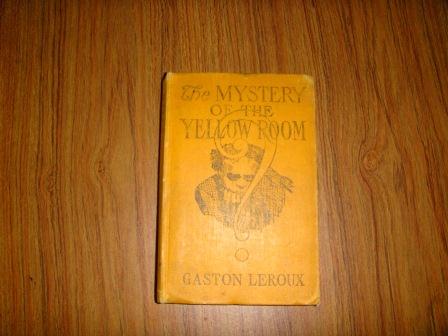 The MYSTERY
OF THE
YELLOW ROOM
?
GASTON LEROUX